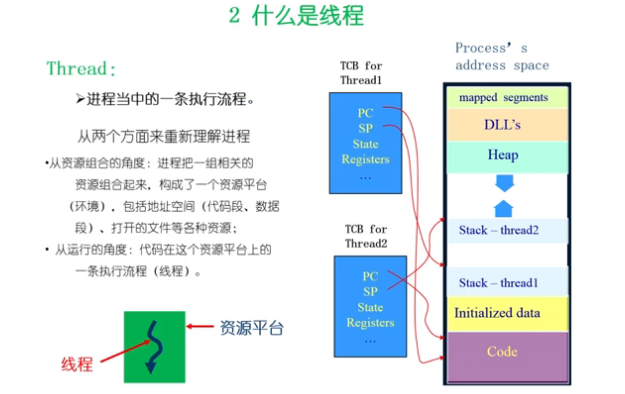 2 什么是线程
Thread:
➤进程当中的一条执行流程。
从两个方面来重新理解进程
•从资源组合的角度：进程把一组相关的
资源组合起来，构成了一个资源平台
（环境），包括地址空间（代码段、数据
段）、打开的文件等各种资源；
• 从运行的角度：代码在这个资源平台上的
一条执行流程（线程）。
资源平台
线程
TCB for
Thread1
PC
SP
State
Registers
…
TCB for
Thread2
PC
SP
State
Registers
…
Process’s
address space
mapped segments
DLL's
Heap
Stack – thread2
Stack – thread1
Initialized data
Code